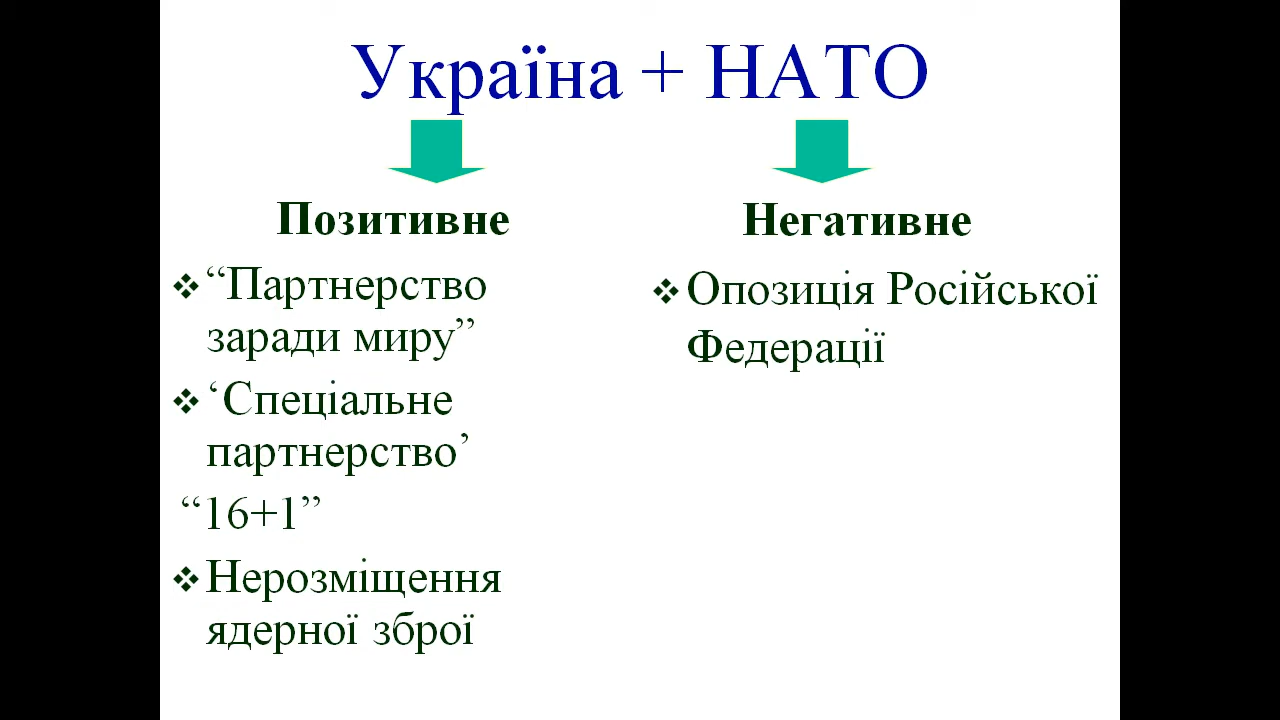 Україна + НАТО
Позитивне
“Партнерство
заради миру”
‘Спеціальне
партнерство’
“16+1”
Нерозміщення
ядерної зброї
Негативне
Опозиція Російської
Федерації